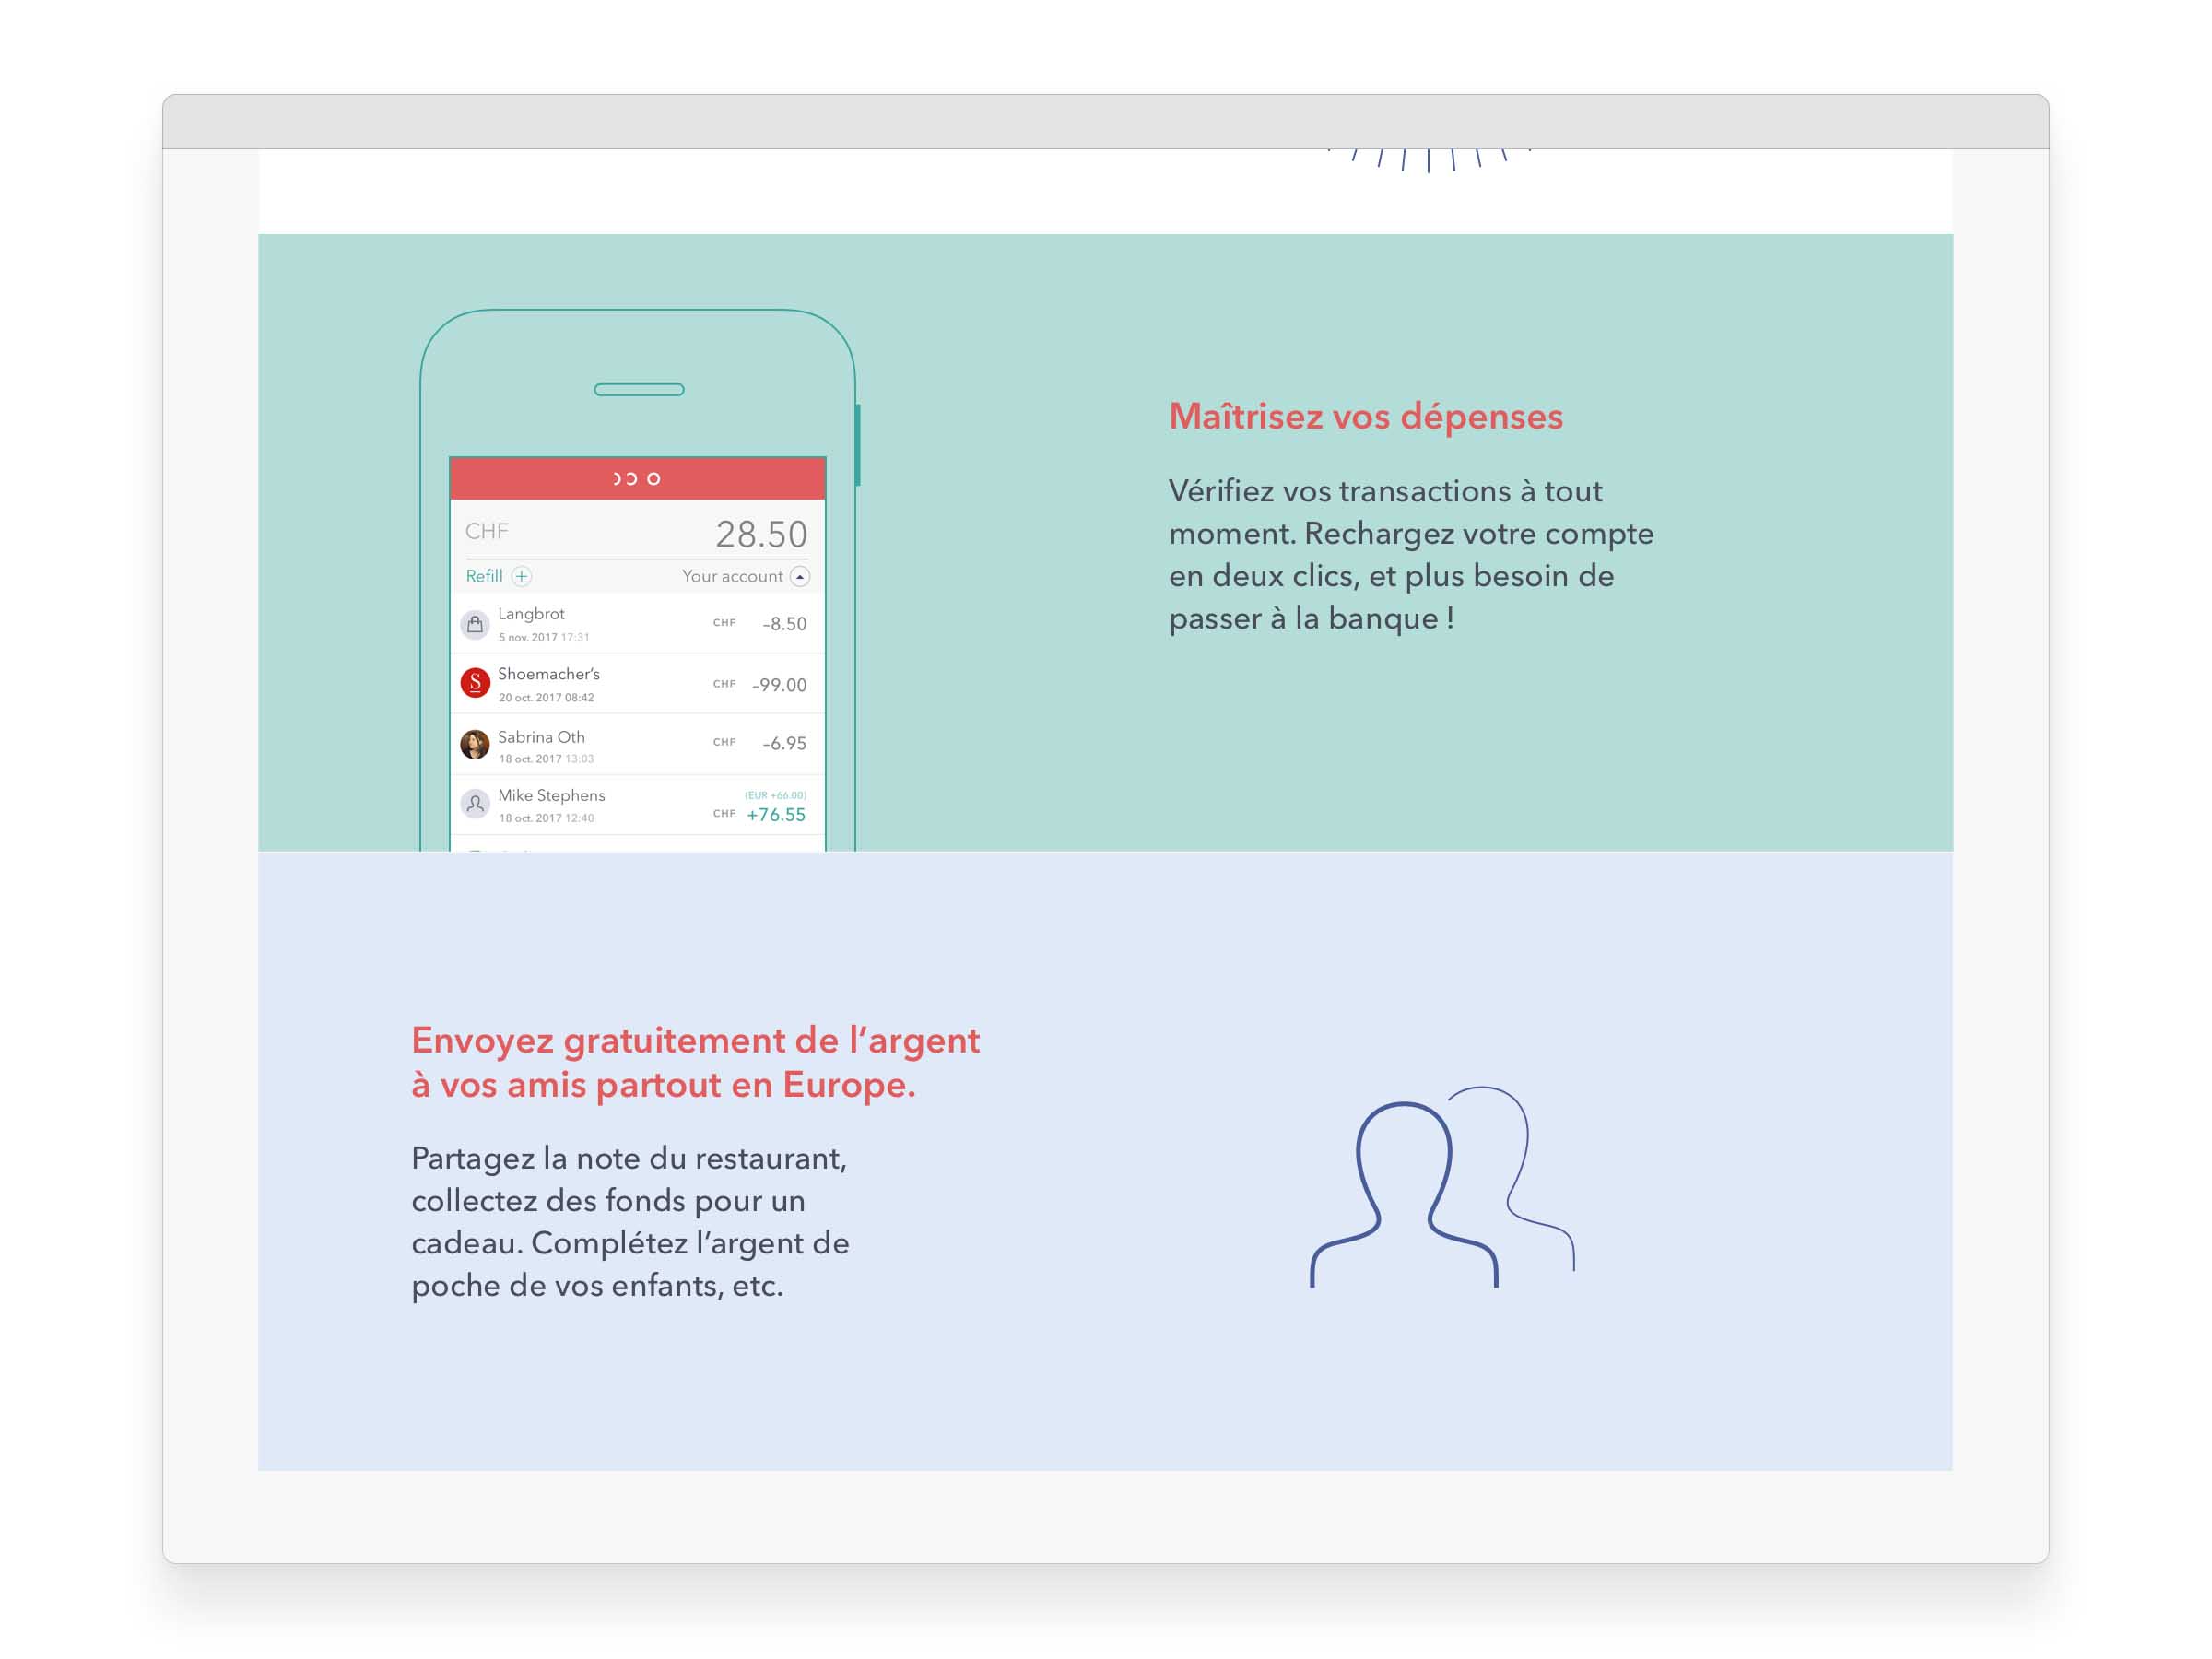 CHF 28.50
Refill Your account
Langbrot
5 nov. 2017 17:31
CHF -8.50
Shoemacher's
20 oct. 2017 08:42
CHF -99.00
Sabrina Oth
18 oct. 2017 13:03
CHF -6.95
Mike Stephens
18 oct. 2017 12:40
(EUR +66.00)
CHF +76.55
Maîtrisez vos dépenses
Vérifiez vos transactions à tout
moment. Rechargez votre compte
en deux clics, et plus besoin de
passer à la banque !
Envoyez gratuitement de l’argent
à vos amis partout en Europe.
Partagez la note du restaurant,
collectez des fonds pour un
cadeau. Complétez l’argent de
poche de vos enfants, etc.